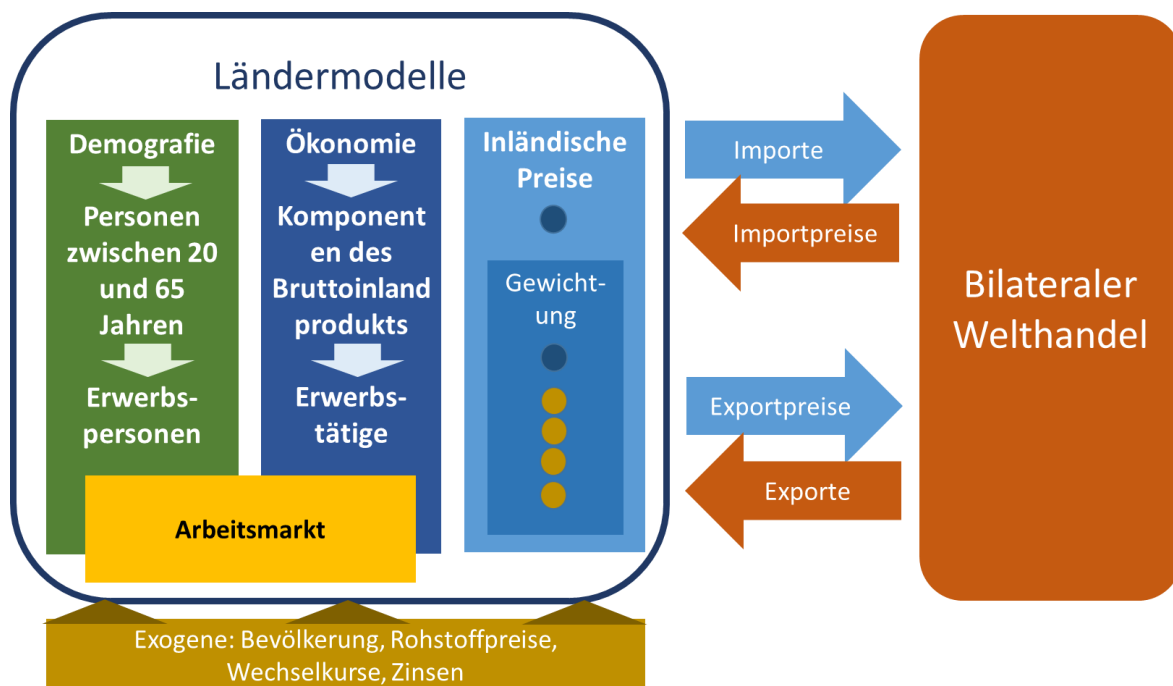 Ländermodelle
Demografie
Personen
zwischen 20
und 65
Jahren
Erwerbs-
personen
Ökonomie
Komponent
en des
Bruttoinland
produkts
Erwerbs-
tätige
Arbeitsmarkt
Inländische
Preise
Gewicht-
ung
Importe
Importpreise
Exportpreise
Exporte
Bilateraler
Welthandel
Exogene: Bevölkerung, Rohstoffpreise,
Wechselkurse, Zinsen